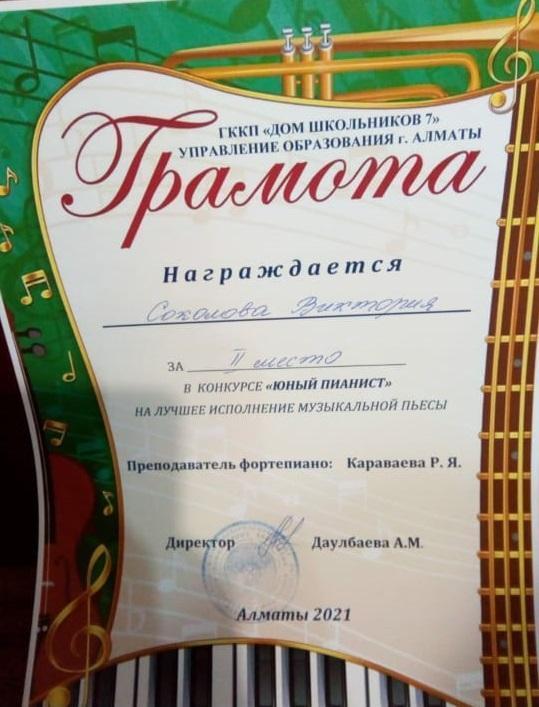 ГККП «ДОМ ШКОЛЬНИКОВ 7»
УПРАВЛЕНИЕ ОБРАЗОВАНИЯ г. АЛМАТЫ
Грамота
Награждается
Соколова Виктория
ЗА II место
В КОНКУРСЕ «ЮНЫЙ ПИАНИСТ»
НА ЛУЧШЕЕ ИСПОЛНЕНИЕ МУЗЫКАЛЬНОЙ ПЬЕСЫ
Преподаватель фортепиано: Караваева Р. Я.
Директор Даулбаева А.М.
Алматы 2021